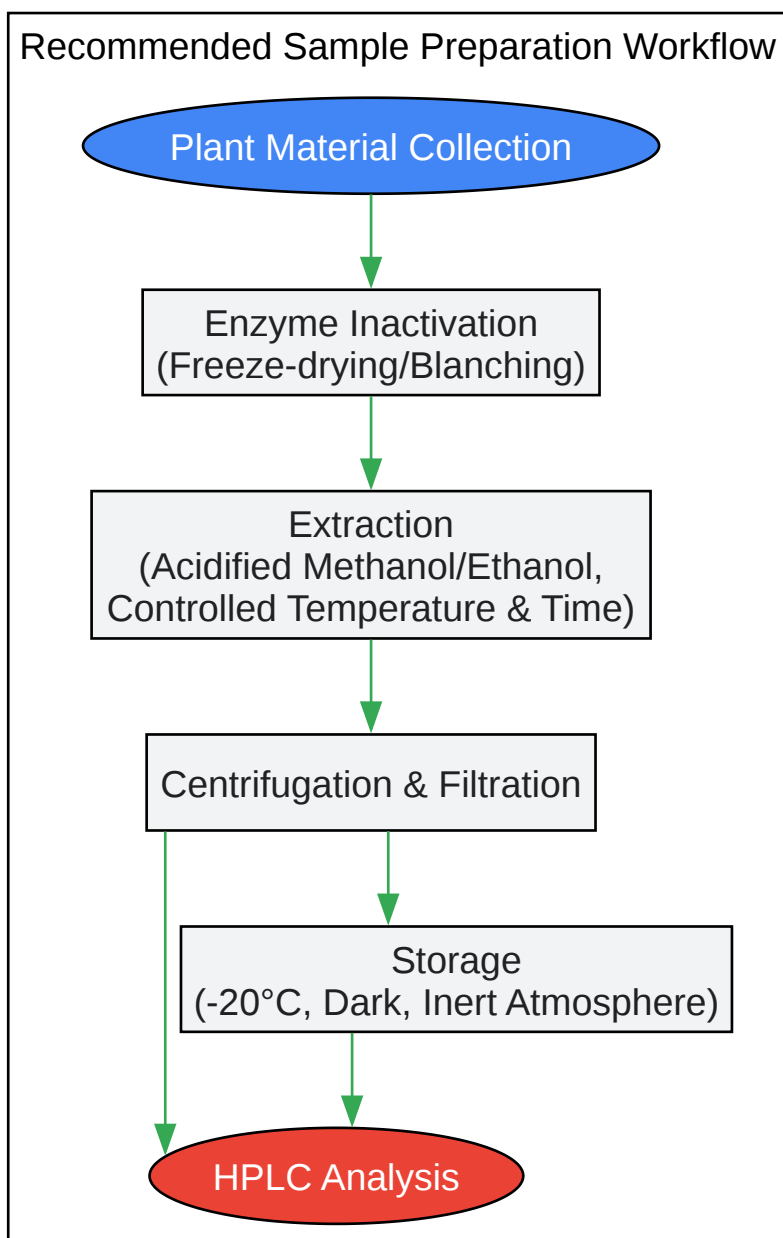 Recommended Sample Preparation Workflow
Plant Material Collection
Enzyme Inactivation
(Freeze-drying/Blanching)
Extraction
(Acidified Methanol/Ethanol,
Controlled Temperature & Time)
Centrifugation & Filtration
Storage
(-20°C, Dark, Inert Atmosphere)
HPLC Analysis